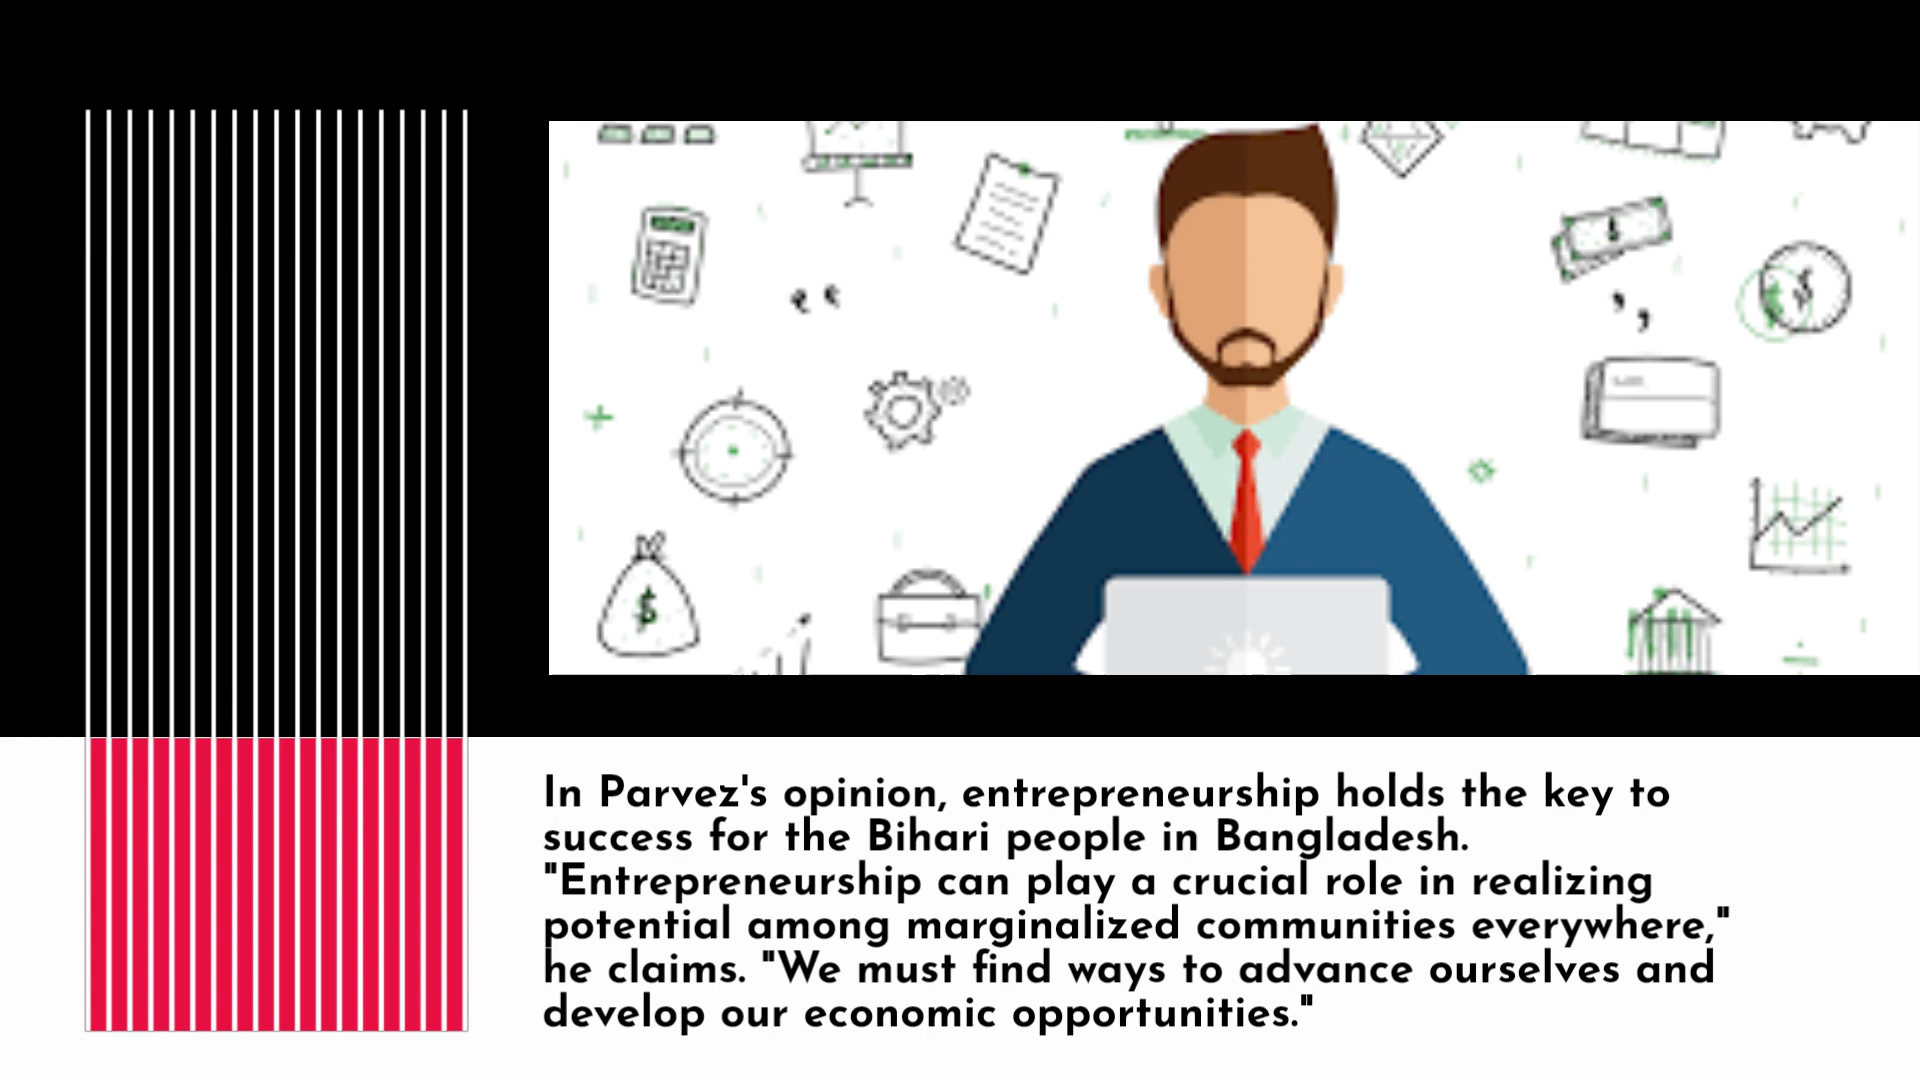 In Parvez's opinion, entrepreneurship holds the key to
success for the Bihari people in Bangladesh.
"Entrepreneurship can play a crucial role in realizing
potential among marginalized communities everywhere,"
he claims. "We must find ways to advance ourselves and
develop our economic opportunities."